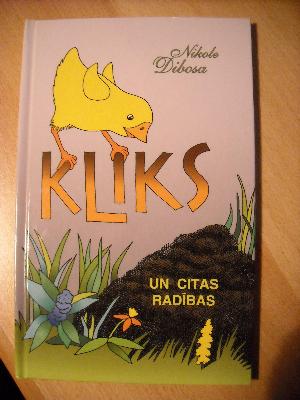 Nikole
Dibosa
KLIKS
UN CITAS
RADĪBAS